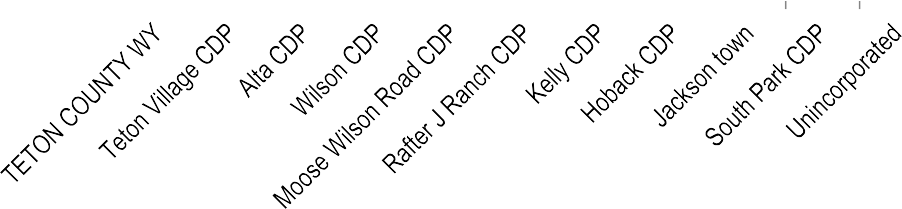 TETON COUNTY WY
Teton Village CDP
Alta CDP
Wilson CDP
Moose Wilson Road CDP
Rafter J Ranch CDP
Kelly CDP
Hoback CDP
Jackson town
South Park CDP
Unincorporated